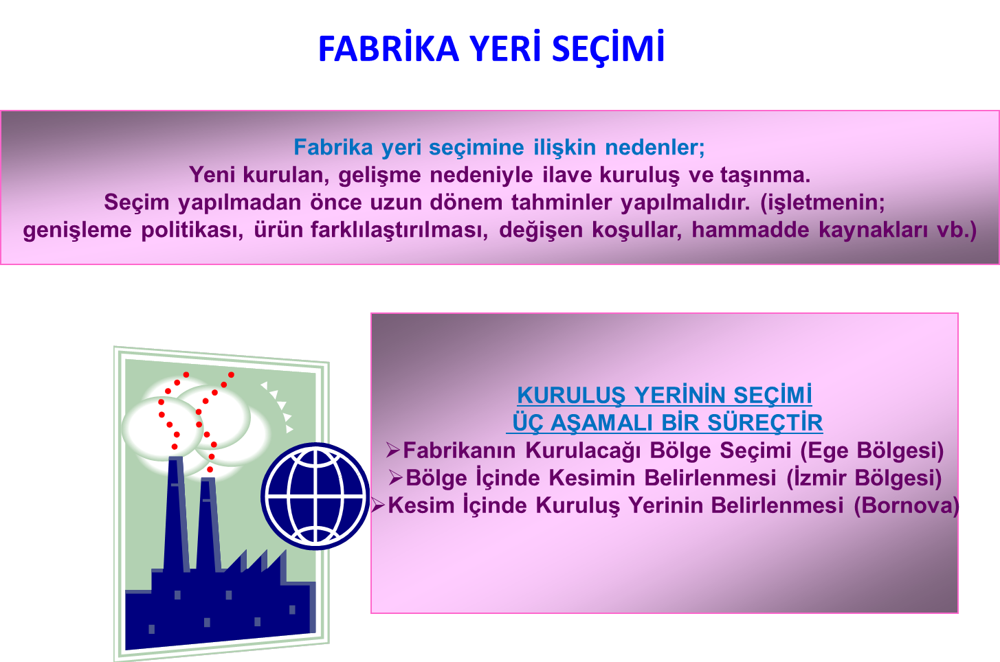 FABRİKA YERİ SEÇİMİ
Fabrika yeri seçimine ilişkin nedenler;
Yeni kurulan, gelişme nedeniyle ilave kuruluş ve taşınma.
Seçim yapılmadan önce uzun dönem tahminler yapılmalıdır. (işletmenin;
genişleme politikası, ürün farklılaştırılması, değişen koşullar, hammadde kaynakları vb.)
KURULUŞ YERİNİN SEÇİMİ
ÜÇ AŞAMALI BİR SÜREÇTİR
➢Fabrikanın Kurulacağı Bölge Seçimi (Ege Bölgesi)
➢Bölge İçinde Kesimin Belirlenmesi (İzmir Bölgesi)
➢Kesim İçinde Kuruluş Yerinin Belirlenmesi (Bornova)